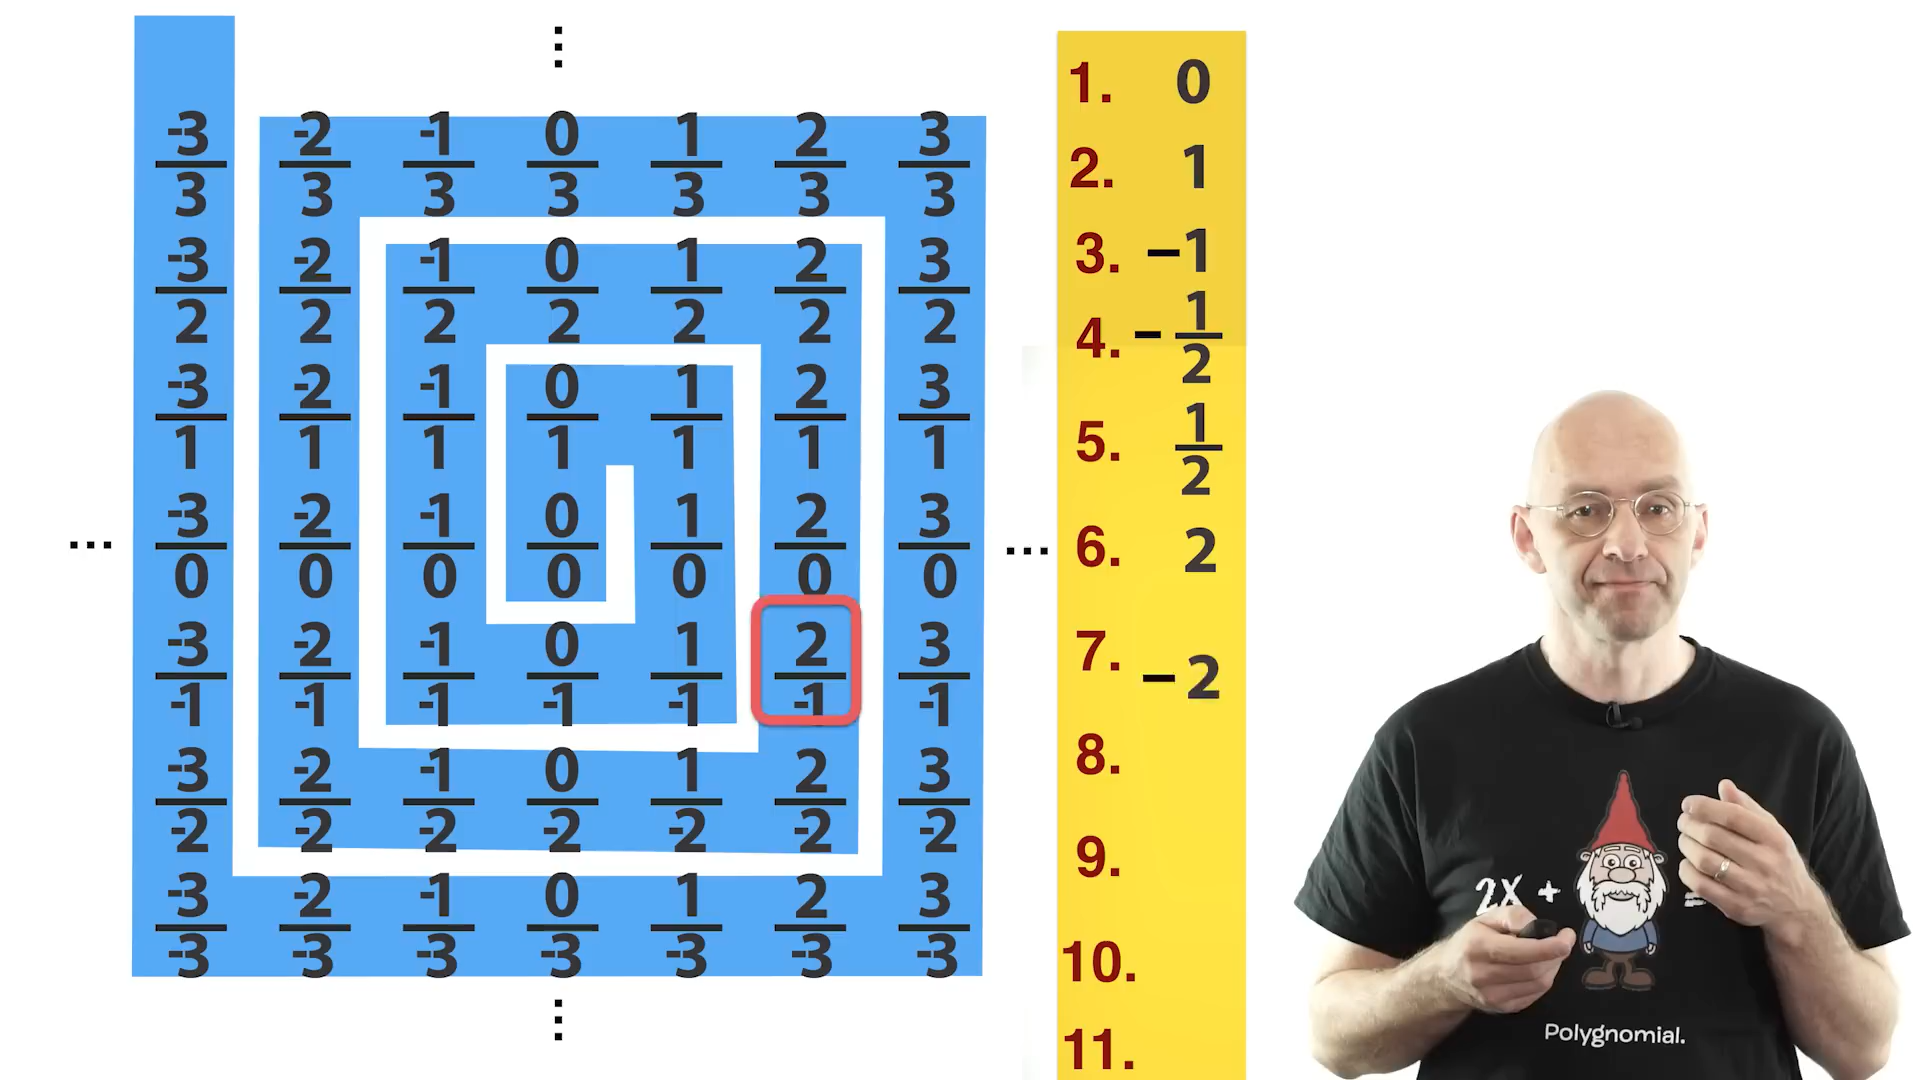 -3/3 -2/3 -1/3 0/3 1/3 2/3 3/3
-3/2 -2/2 -1/2 0/2 1/2 2/2 3/2
-3/1 -2/1 -1/1 0/1 1/1 2/1 3/1
-3/0 -2/0 -1/0 0/0 1/0 2/0 3/0
-3/-1 -2/-1 -1/-1 0/-1 1/-1 2/-1 3/-1
-3/-2 -2/-2 -1/-2 0/-2 1/-2 2/-2 3/-2
-3/-3 -2/-3 -1/-3 0/-3 1/-3 2/-3 3/-3
1. 0
2. 1
3. -1
4. -1/2
5. 1/2
6. 2
7. -2
8.
9.
10.
11.
2X + =
Polygnomial.